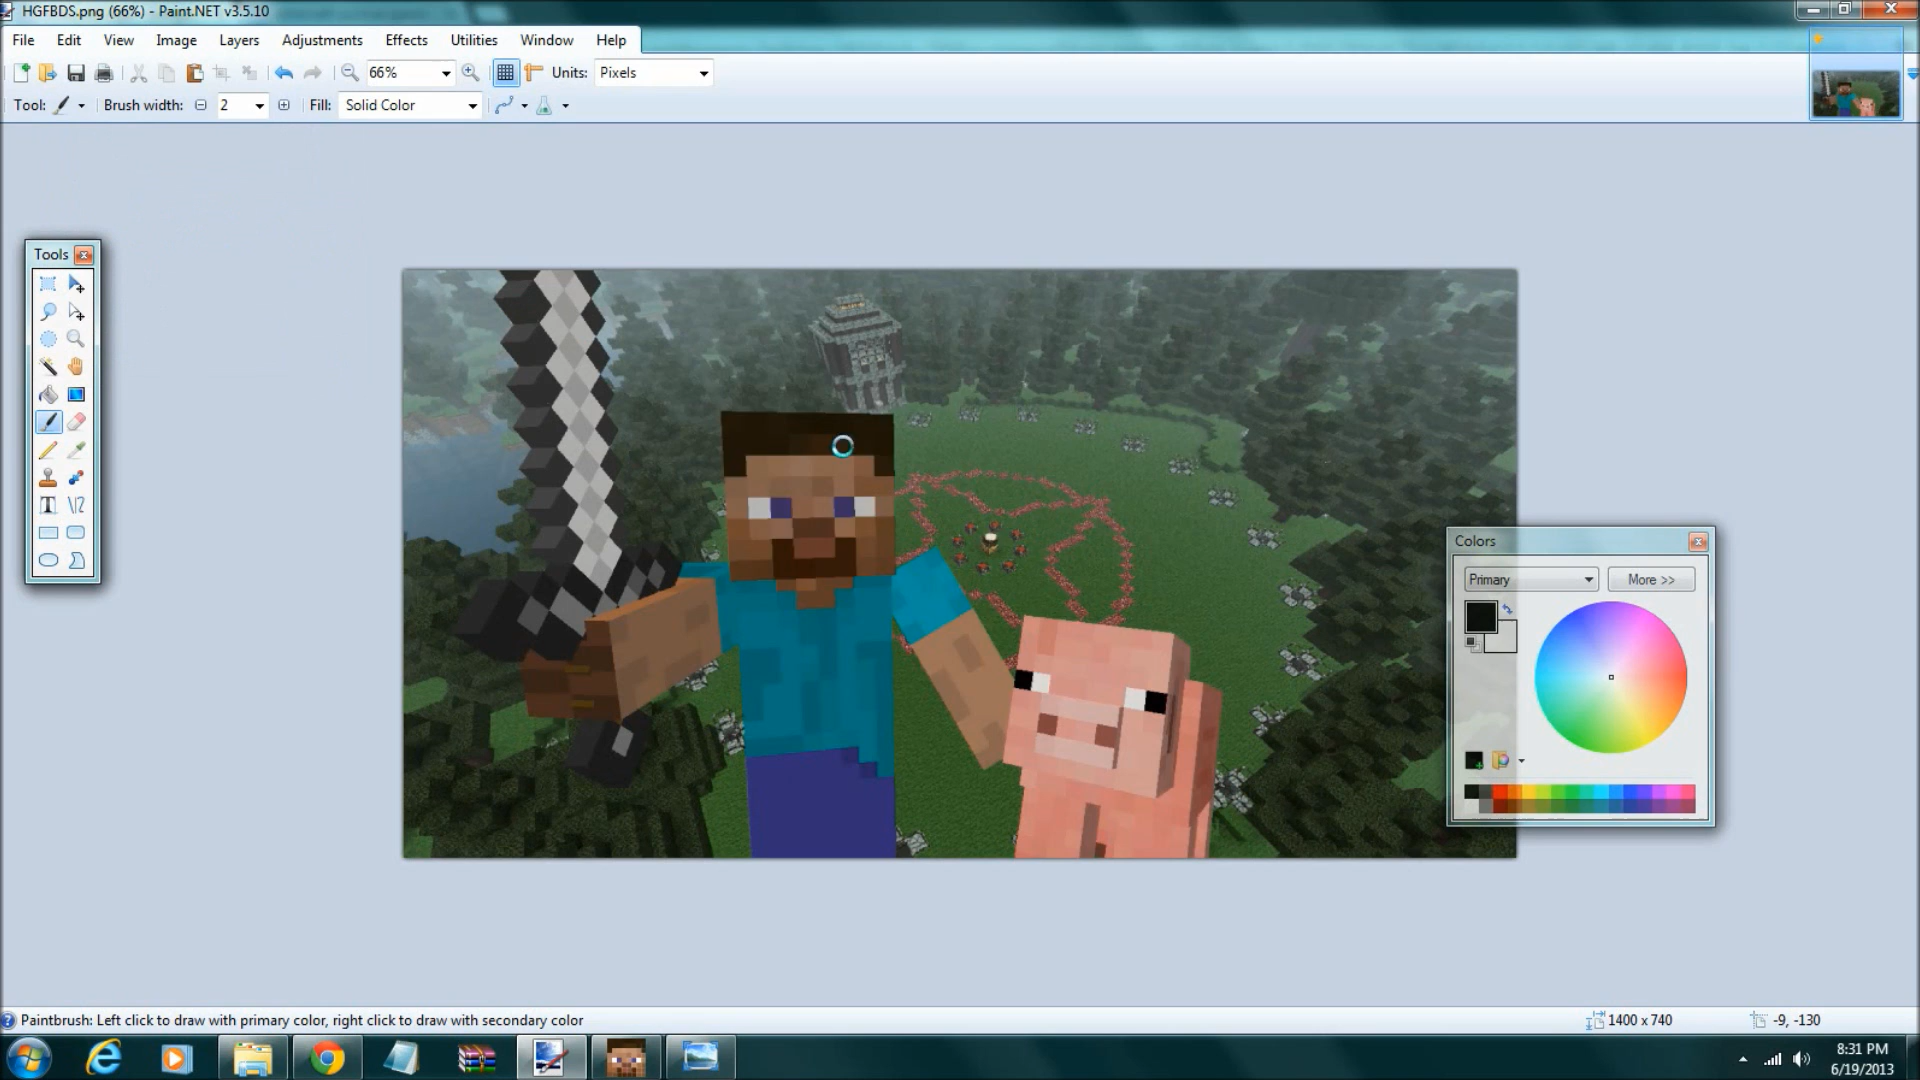 HGFBDS.png (66%) - Paint.NET v3.5.10
File Edit View Image Layers Adjustments Effects Utilities Window Help
66% Units: Pixels
Tool: Brush width: 2 Fill: Solid Color
Tools
Colors
Primary More >>
Paintbrush: Left click to draw with primary color, right click to draw with secondary color 1400 x 740 -9, -130
8:31 PM
6/19/2013